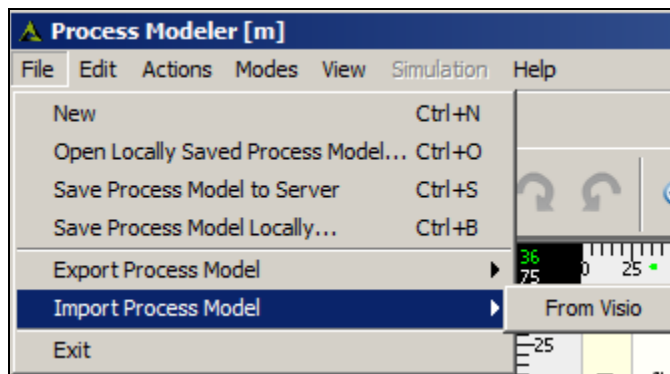 Process Modeler [m]
File Edit Actions Modes View Simulation Help
New Ctrl+N
Open Locally Saved Process Model... Ctrl+O
Save Process Model to Server Ctrl+S
Save Process Model Locally... Ctrl+B
Export Process Model
Import Process Model
From Visio
Exit
36
75
0 25
-25